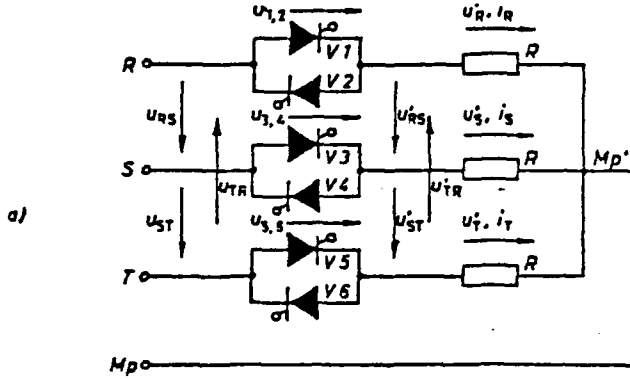 u1,2
u'R, iR
R
V1
R
V2
uRS
u3,4
u'RS
u'S, iS
S
V3
R
Mp'
uTR
V4
u'TR
a)
uST
u5,6
u'ST
u'T, iT
T
V5
R
V6
Mp